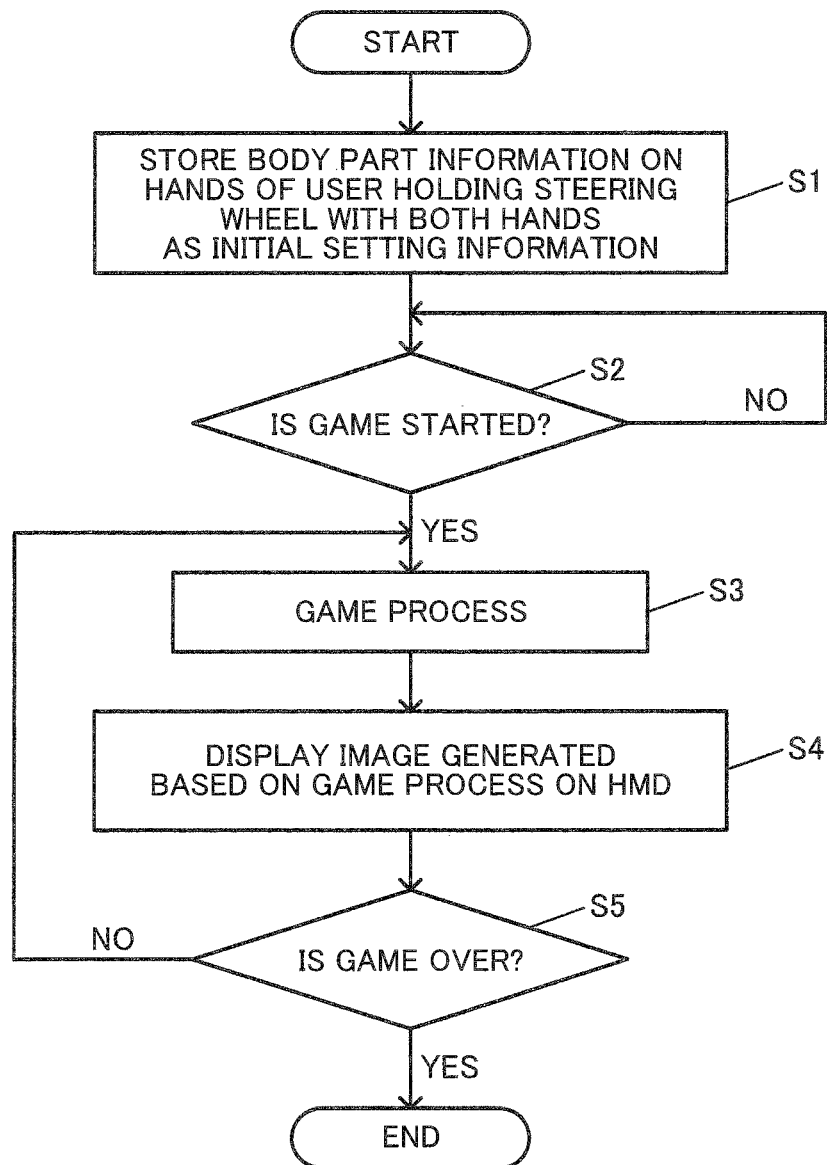 START
STORE BODY PART INFORMATION ON
HANDS OF USER HOLDING STEERING
WHEEL WITH BOTH HANDS
AS INITIAL SETTING INFORMATION
S1
S2
IS GAME STARTED?
NO
YES
GAME PROCESS
S3
DISPLAY IMAGE GENERATED
BASED ON GAME PROCESS ON HMD
S4
S5
NO
IS GAME OVER?
YES
END